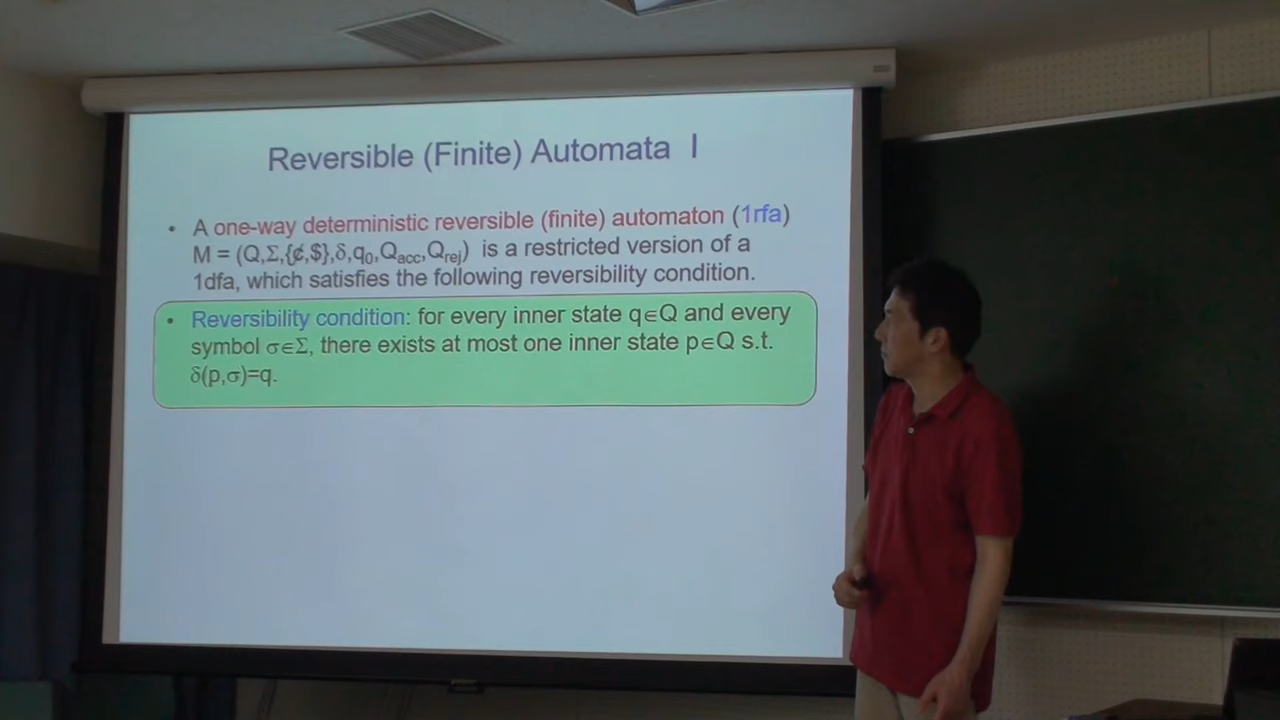 Reversible (Finite) Automata I
• A one-way deterministic reversible (finite) automaton (1rfa)
M = (Q,Σ,{¢,$},δ,q₀,Qacc,Qrej) is a restricted version of a
1dfa, which satisfies the following reversibility condition.
• Reversibility condition: for every inner state q∈Q and every
symbol σ∈Σ, there exists at most one inner state p∈Q s.t.
δ(p,σ)=q.